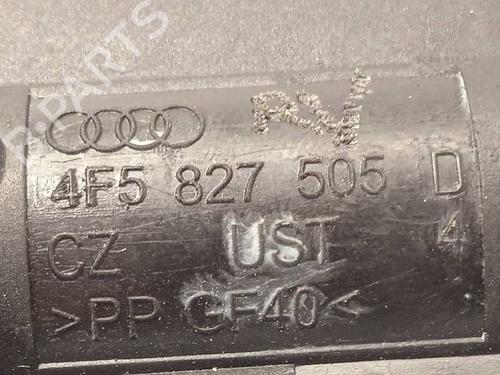 4F5 827 505 D
CZ UST 4
>PP GF40<
B.PARTS